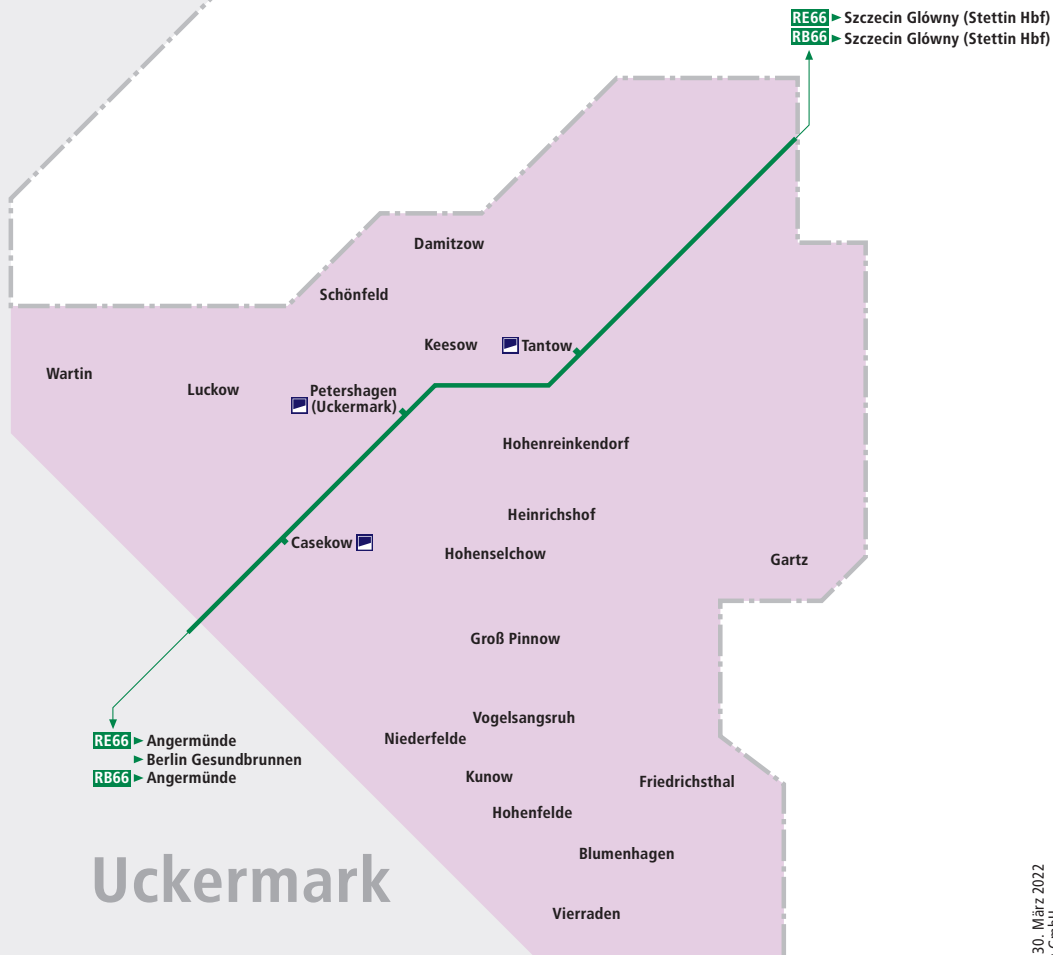 RE66 Szczecin Glówny (Stettin Hbf)
RB66 Szczecin Glówny (Stettin Hbf)
Damitzow
Schönfeld
Keesow
Tantow
Wartin
Luckow
Petershagen
(Uckermark)
Hohenreinkendorf
Heinrichshof
Casekow
Hohenselchow
Gartz
Groß Pinnow
Vogelsangsruh
Niederfelde
RE66 Angermünde
Berlin Gesundbrunnen
RB66 Angermünde
Kunow
Friedrichsthal
Hohenfelde
Blumenhagen
Uckermark
Vierraden
30. März 2022
GmbH